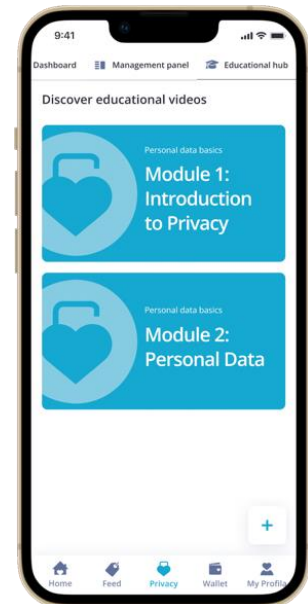 9:41
Dashboard
Management panel
Educational hub
Discover educational videos
Personal data basics
Module 1:
Introduction
to Privacy
Personal data basics
Module 2:
Personal Data
+
Home
Feed
Privacy
Wallet
My Profila